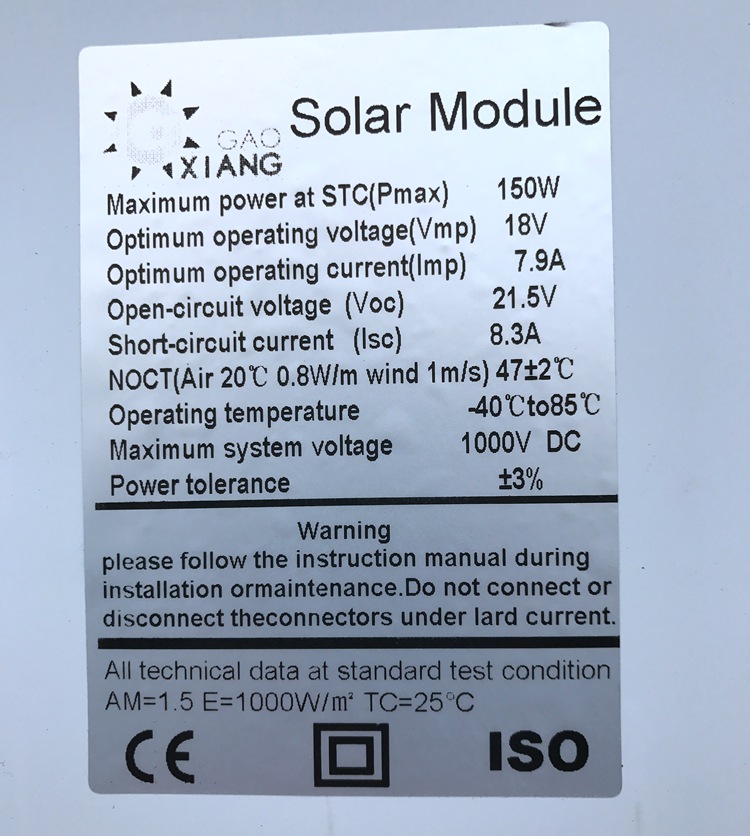 GAO
XIANG
Solar Module
Maximum power at STC(Pmax) 150W
Optimum operating voltage(Vmp) 18V
Optimum operating current(Imp) 7.9A
Open-circuit voltage (Voc) 21.5V
Short-circuit current (Isc) 8.3A
NOCT(Air 20℃ 0.8W/m wind 1m/s) 47±2℃
Operating temperature -40℃to85℃
Maximum system voltage 1000V DC
Power tolerance ±3%
Warning
please follow the instruction manual during
installation ormaintenance.Do not connect or
disconnect theconnectors under lard current.
All technical data at standard test condition
AM=1.5 E=1000W/m² TC=25°C
CE ISO